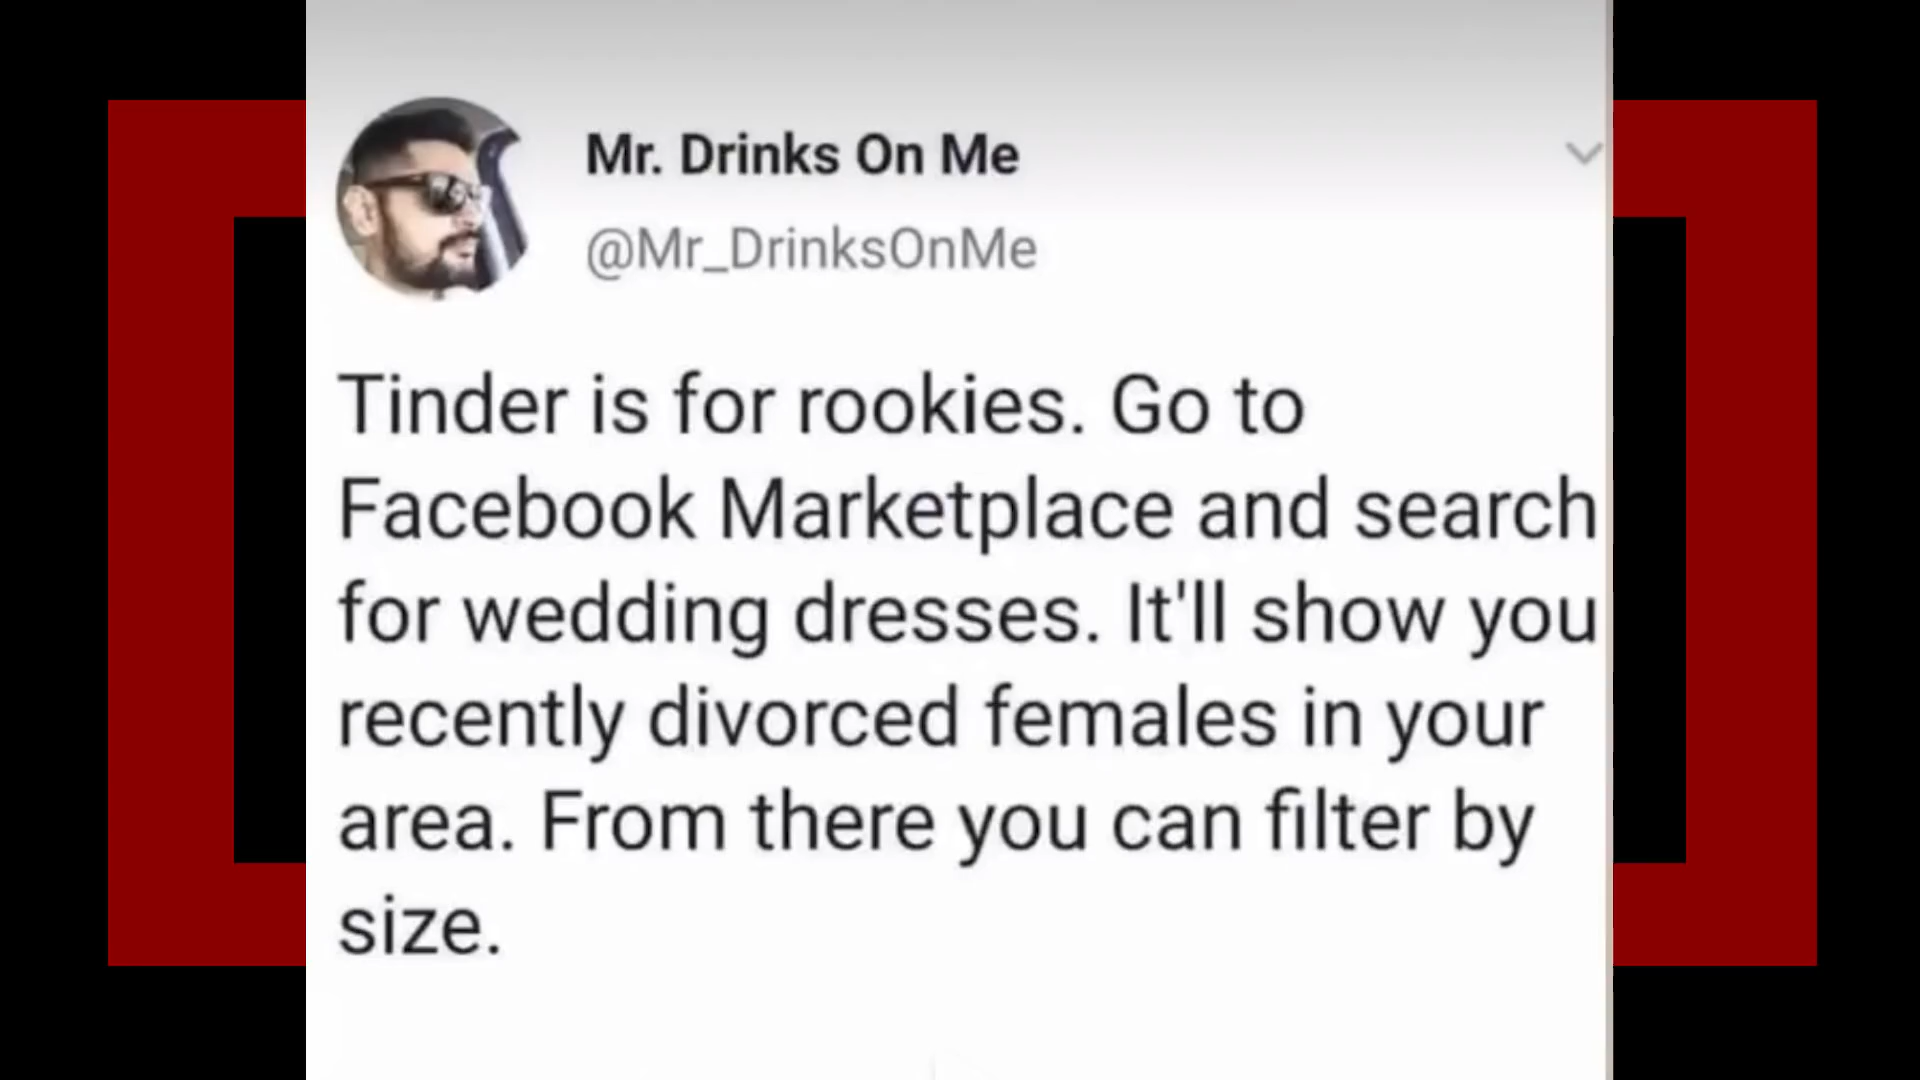 Mr. Drinks On Me
@Mr_DrinksOnMe
Tinder is for rookies. Go to
Facebook Marketplace and search
for wedding dresses. It'll show you
recently divorced females in your
area. From there you can filter by
size.